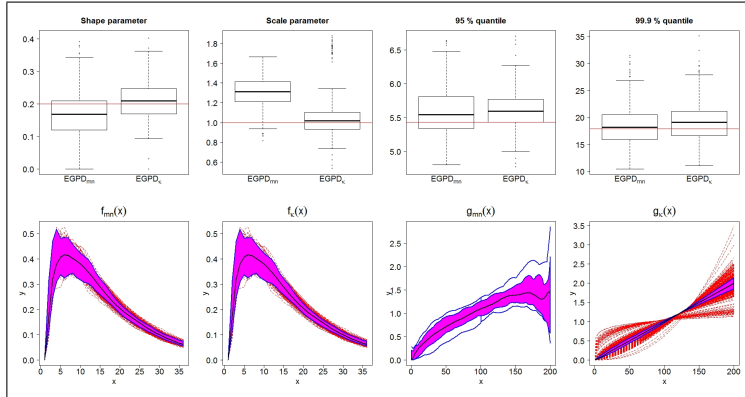 Shape parameter
Scale parameter
95 % quantile
99.9 % quantile
0.4
0.3
0.2
0.1
0.0
EGPDmn
EGPDκ
1.8
1.6
1.4
1.2
1.0
0.8
0.6
EGPDmn
EGPDκ
6.5
6.0
5.5
5.0
EGPDmn
EGPDκ
35
30
25
20
15
10
EGPDmn
EGPDκ
fmn(x)
fκ(x)
gmn(x)
gκ(x)
y
0.5
0.4
0.3
0.2
0.1
0.0
0 5 10 15 20 25 30 35
x
y
0.5
0.4
0.3
0.2
0.1
0.0
0 5 10 15 20 25 30 35
x
y
2.5
2.0
1.5
1.0
0.5
0.0
0 50 100 150 200
x
y
3.5
3.0
2.5
2.0
1.5
1.0
0.5
0.0
0 50 100 150 200
x